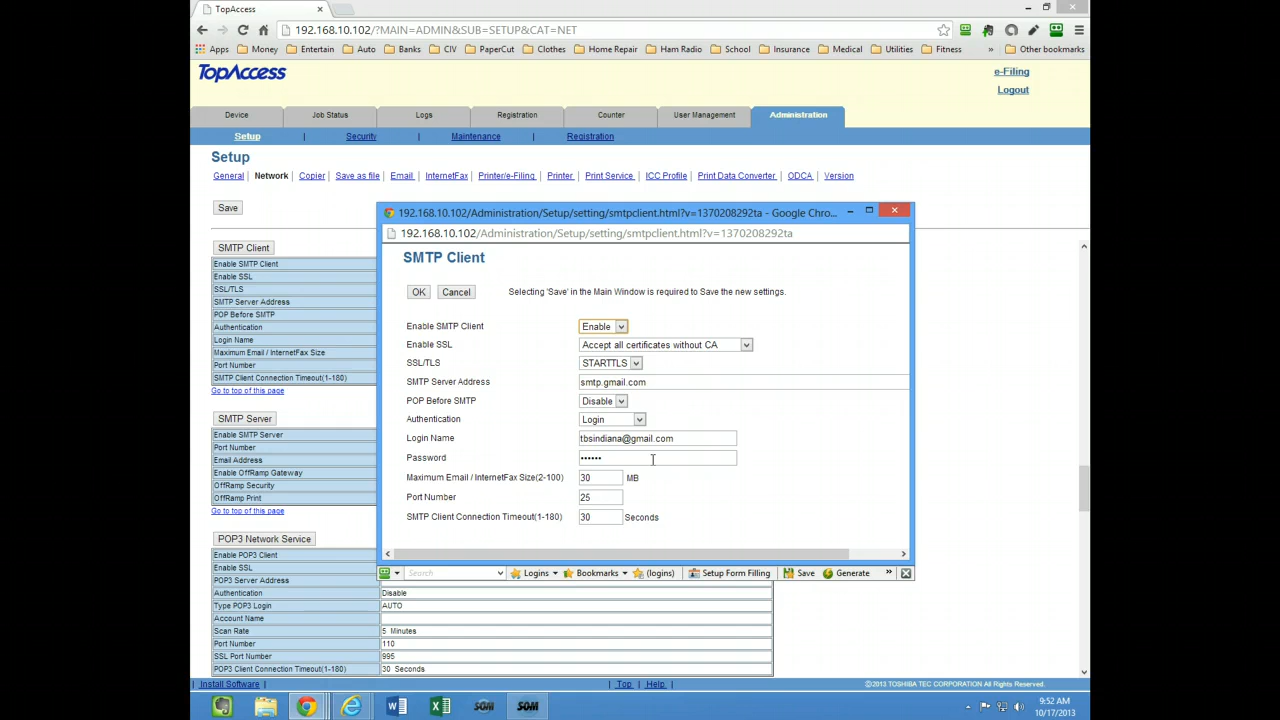 TopAccess
192.168.10.102/?MAIN=ADMIN&SUB=SETUP&CAT=NET
Apps Money Entertain Auto Banks CIV PaperCut Clothes Home Repair Ham Radio School Insurance Medical Utilities Fitness » Other bookmarks
TopAccess
e-Filing
Logout
Device Job Status Logs Registration Counter User Management Administration
Setup | Security | Maintenance | Registration
Setup
General Network Copier Save as file Email InternetFax Printer/e-Filing Printer Print Service ICC Profile Print Data Converter ODCA Version
Save
SMTP Client
Enable SMTP Client
Enable SSL
SSL/TLS
SMTP Server Address
POP Before SMTP
Authentication
Login Name
Maximum Email / InternetFax Size
Port Number
SMTP Client Connection Timeout(1-180)
Go to top of this page
SMTP Server
Enable SMTP Server
Port Number
Email Address
Enable OffRamp Gateway
OffRamp Security
OffRamp Print
Go to top of this page
POP3 Network Service
Enable POP3 Client
Enable SSL
POP3 Server Address
Authentication Disable
Type POP3 Login AUTO
Account Name
Scan Rate 5 Minutes
Port Number 110
SSL Port Number 995
POP3 Client Connection Timeout(1-180) 30 Seconds
192.168.10.102/Administration/Setup/setting/smtpclient.html?v=1370208292ta - Google Chro...
192.168.10.102/Administration/Setup/setting/smtpclient.html?v=1370208292ta
SMTP Client
OK Cancel Selecting 'Save' in the Main Window is required to Save the new settings.
Enable SMTP Client Enable
Enable SSL Accept all certificates without CA
SSL/TLS STARTTLS
SMTP Server Address smtp.gmail.com
POP Before SMTP Disable
Authentication Login
Login Name tbsindiana@gmail.com
Password ••••••
Maximum Email / InternetFax Size(2-100) 30 MB
Port Number 25
SMTP Client Connection Timeout(1-180) 30 Seconds
Search Logins Bookmarks (logins) Setup Form Filling Save Generate »
Install Software | | Top | Help | ©2013 TOSHIBA TEC CORPORATION All Rights Reserved
SGM SGM
9:52 AM
10/17/2013